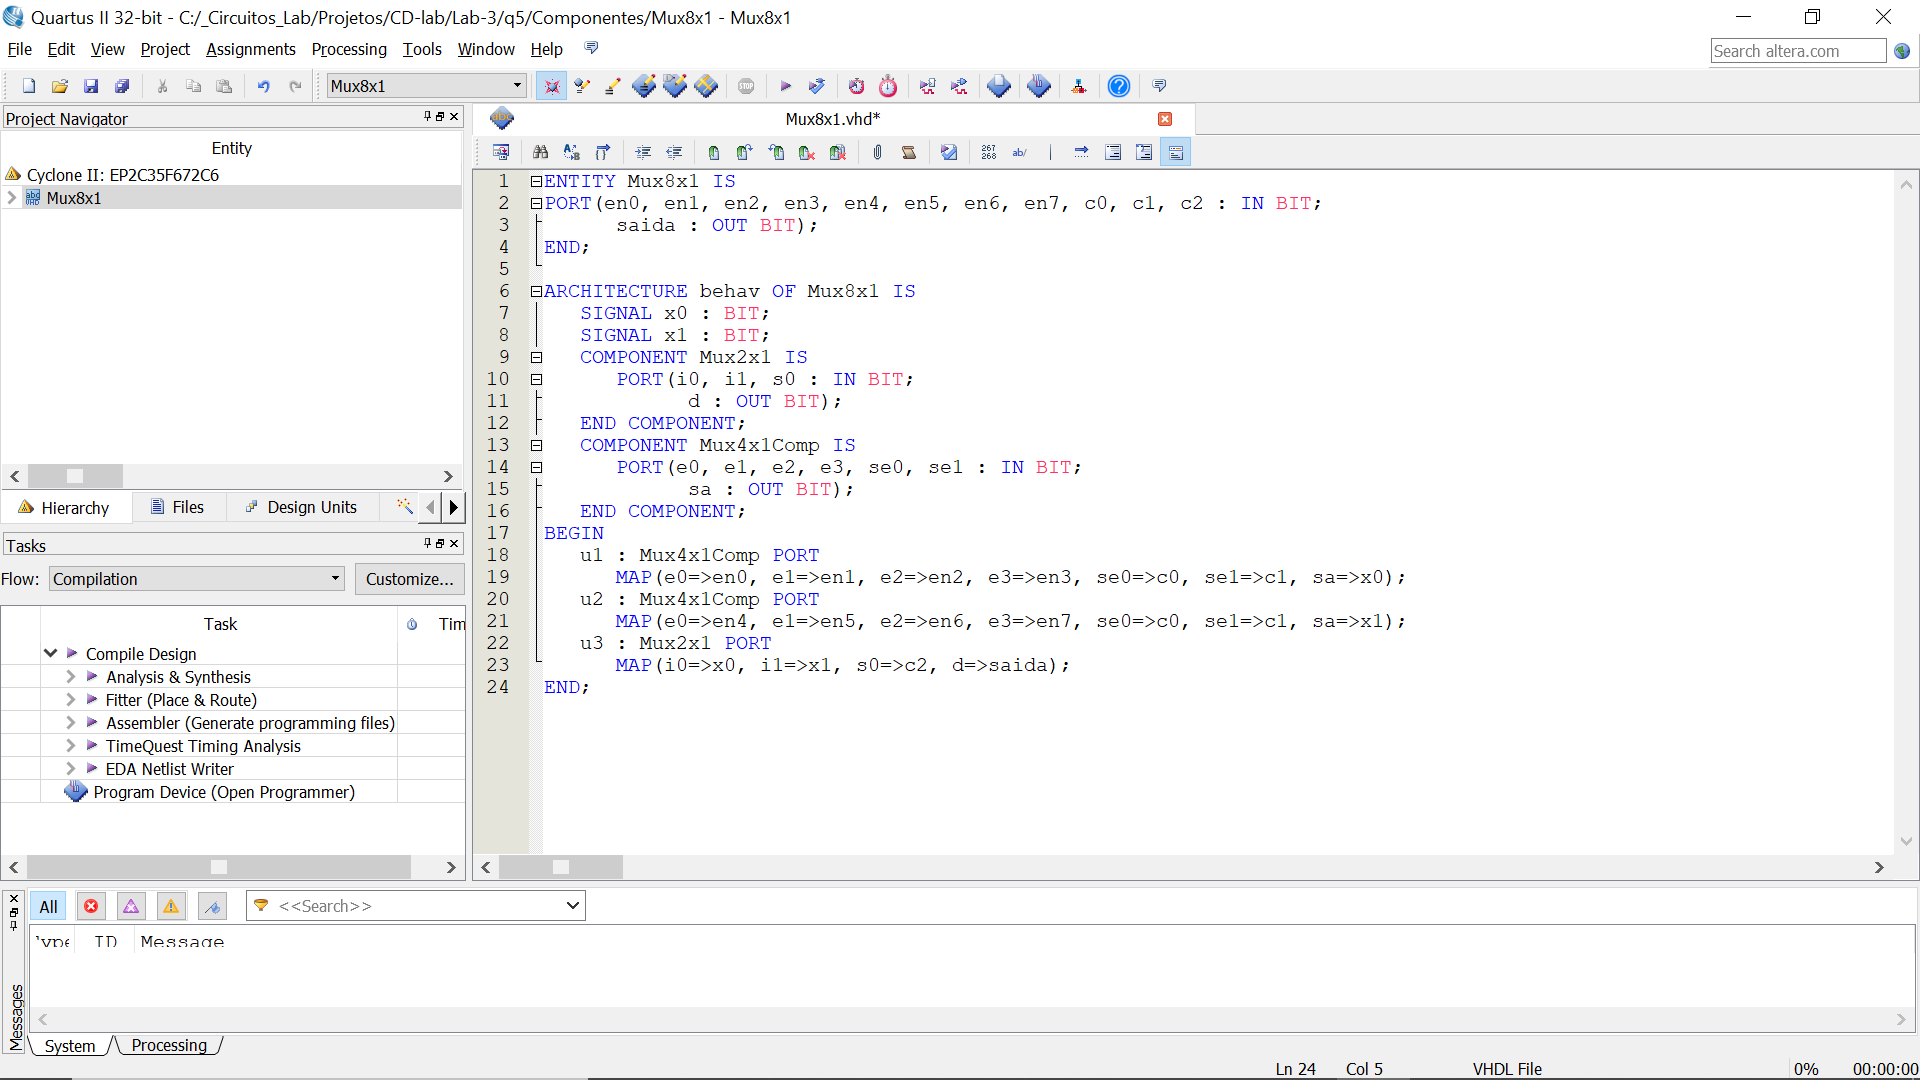 Quartus II 32-bit - C:/_Circuitos_Lab/Projetos/CD-lab/Lab-3/q5/Componentes/Mux8x1 - Mux8x1
File Edit View Project Assignments Processing Tools Window Help
Search altera.com
Mux8x1
STOP
Project Navigator
Entity
Cyclone II: EP2C35F672C6
Mux8x1
Hierarchy Files Design Units
Tasks
Flow: Compilation Customize...
Task Tim
Compile Design
Analysis & Synthesis
Fitter (Place & Route)
Assembler (Generate programming files)
TimeQuest Timing Analysis
EDA Netlist Writer
Program Device (Open Programmer)
Mux8x1.vhd*
267 268 ab/
1 ENTITY Mux8x1 IS
2 PORT(en0, en1, en2, en3, en4, en5, en6, en7, c0, c1, c2 : IN BIT;
3 saida : OUT BIT);
4 END;
5
6 ARCHITECTURE behav OF Mux8x1 IS
7 SIGNAL x0 : BIT;
8 SIGNAL x1 : BIT;
9 COMPONENT Mux2x1 IS
10 PORT(i0, i1, s0 : IN BIT;
11 d : OUT BIT);
12 END COMPONENT;
13 COMPONENT Mux4x1Comp IS
14 PORT(e0, e1, e2, e3, se0, se1 : IN BIT;
15 sa : OUT BIT);
16 END COMPONENT;
17 BEGIN
18 u1 : Mux4x1Comp PORT
19 MAP(e0=>en0, e1=>en1, e2=>en2, e3=>en3, se0=>c0, se1=>c1, sa=>x0);
20 u2 : Mux4x1Comp PORT
21 MAP(e0=>en4, e1=>en5, e2=>en6, e3=>en7, se0=>c0, se1=>c1, sa=>x1);
22 u3 : Mux2x1 PORT
23 MAP(i0=>x0, i1=>x1, s0=>c2, d=>saida);
24 END;
All <<Search>>
ID Message
Messages
System Processing
Ln 24 Col 5 VHDL File 0% 00:00:00